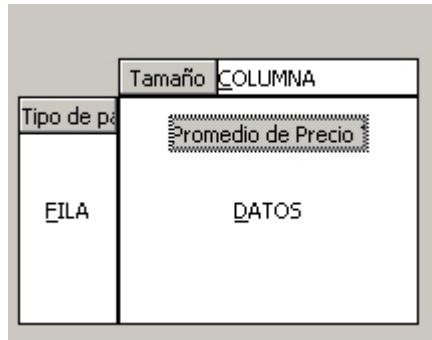 Tamaño COLUMNA
Tipo de pa
Promedio de Precio
FILA DATOS